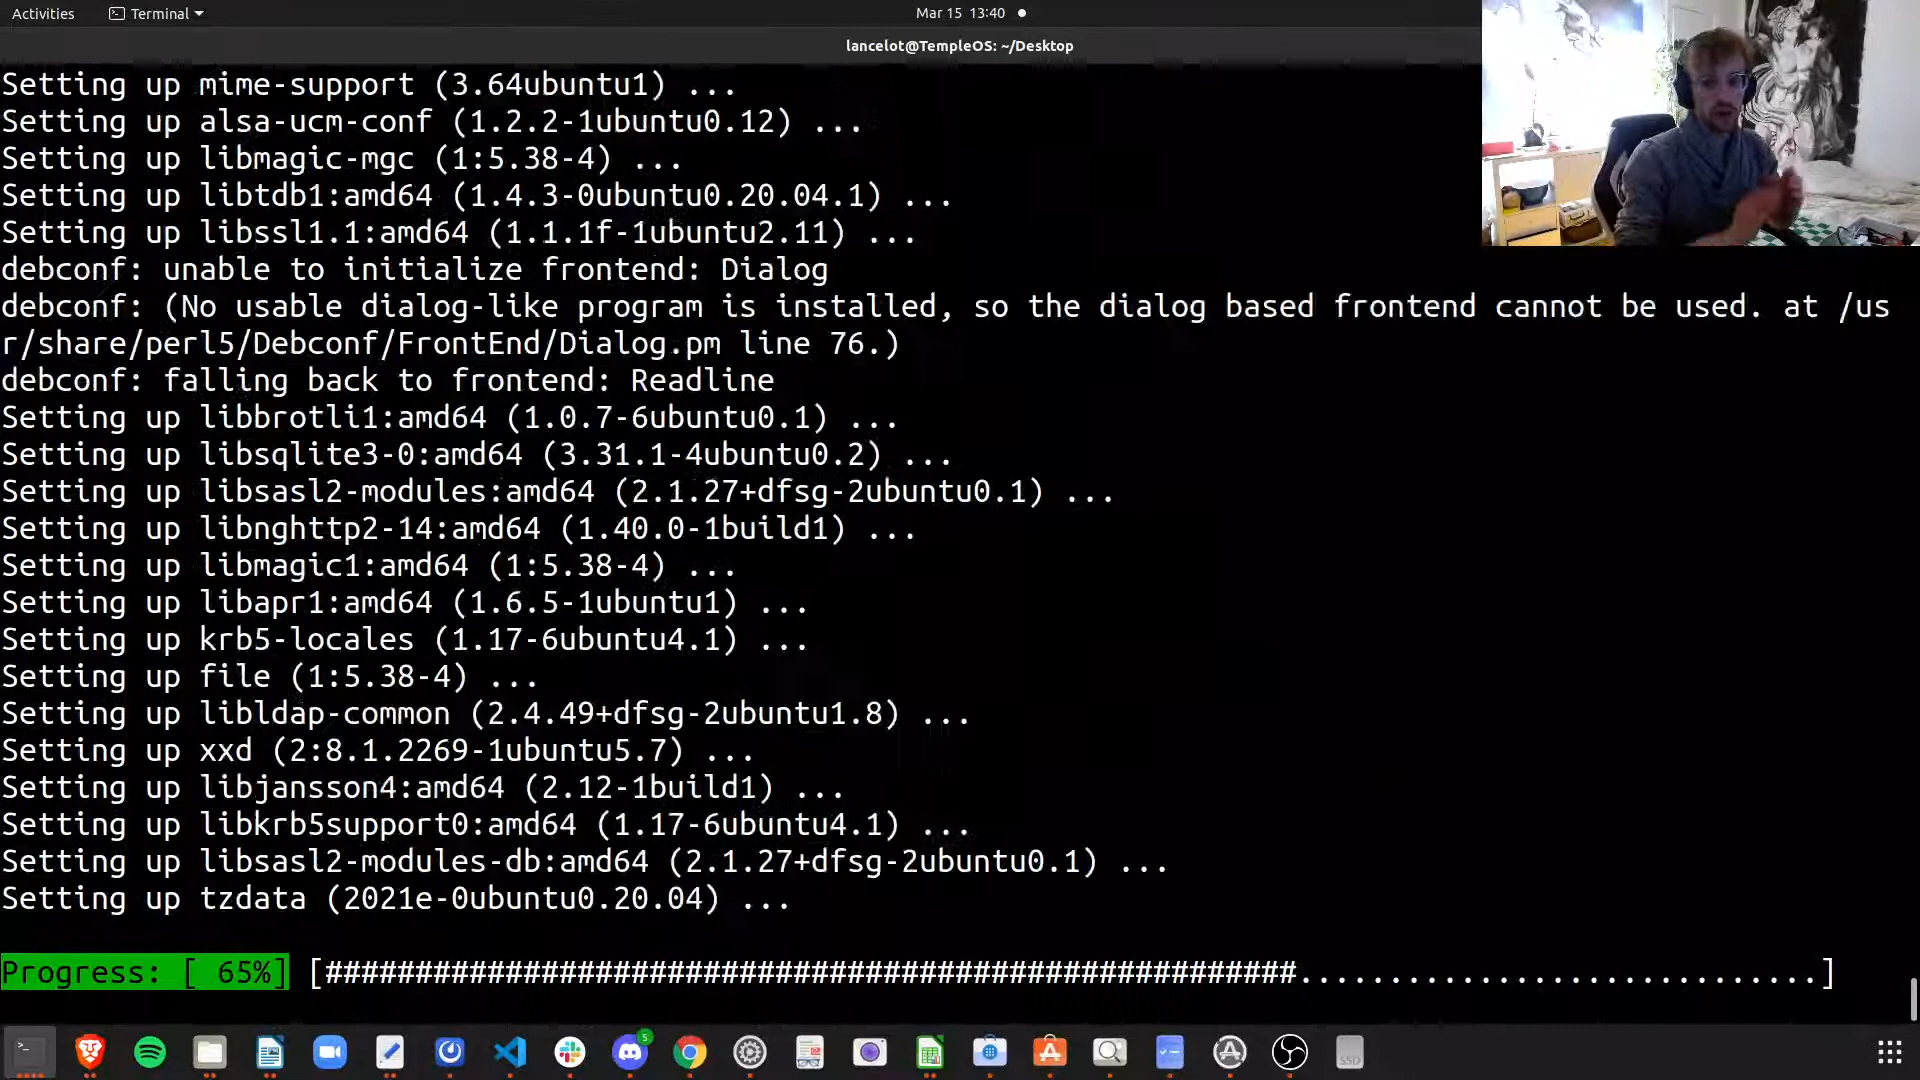 Activities
Terminal
Mar 15 13:40
lancelot@TempleOS: ~/Desktop
Setting up mime-support (3.64ubuntu1) ...
Setting up alsa-ucm-conf (1.2.2-1ubuntu0.12) ...
Setting up libmagic-mgc (1:5.38-4) ...
Setting up libtdb1:amd64 (1.4.3-0ubuntu0.20.04.1) ...
Setting up libssl1.1:amd64 (1.1.1f-1ubuntu2.11) ...
debconf: unable to initialize frontend: Dialog
debconf: (No usable dialog-like program is installed, so the dialog based frontend cannot be used. at /us
r/share/perl5/Debconf/FrontEnd/Dialog.pm line 76.)
debconf: falling back to frontend: Readline
Setting up libbrotli1:amd64 (1.0.7-6ubuntu0.1) ...
Setting up libsqlite3-0:amd64 (3.31.1-4ubuntu0.2) ...
Setting up libsasl2-modules:amd64 (2.1.27+dfsg-2ubuntu0.1) ...
Setting up libnghttp2-14:amd64 (1.40.0-1build1) ...
Setting up libmagic1:amd64 (1:5.38-4) ...
Setting up libapr1:amd64 (1.6.5-1ubuntu1) ...
Setting up krb5-locales (1.17-6ubuntu4.1) ...
Setting up file (1:5.38-4) ...
Setting up libldap-common (2.4.49+dfsg-2ubuntu1.8) ...
Setting up xxd (2:8.1.2269-1ubuntu5.7) ...
Setting up libjansson4:amd64 (2.12-1build1) ...
Setting up libkrb5support0:amd64 (1.17-6ubuntu4.1) ...
Setting up libsasl2-modules-db:amd64 (2.1.27+dfsg-2ubuntu0.1) ...
Setting up tzdata (2021e-0ubuntu0.20.04) ...
Progress: [ 65%] [######################################################.............................]
5
SSD